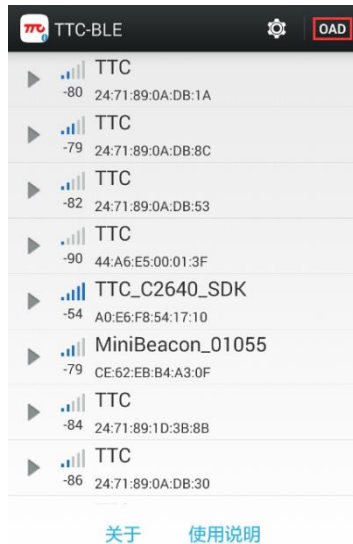 TTC TTC-BLE OAD
TTC
-80 24:71:89:0A:DB:1A
TTC
-79 24:71:89:0A:DB:8C
TTC
-82 24:71:89:0A:DB:53
TTC
-90 44:A6:E5:00:01:3F
TTC_C2640_SDK
-54 A0:E6:F8:54:17:10
MiniBeacon_01055
-79 CE:62:EB:B4:A3:0F
TTC
-84 24:71:89:1D:3B:8B
TTC
-86 24:71:89:0A:DB:30
关于 使用说明